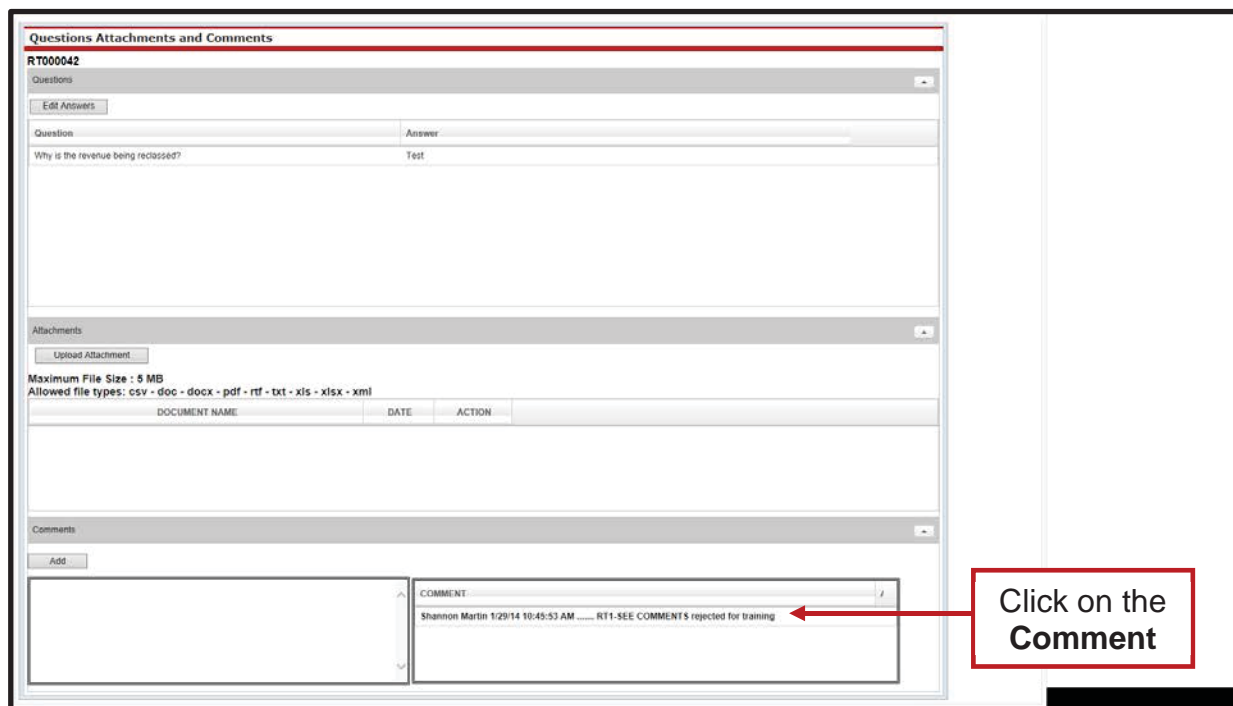 Questions Attachments and Comments
RT000042
Questions
Edit Answers
Question Answer
Why is the revenue being reclassed? Test
Attachments
Upload Attachment
Maximum File Size : 5 MB
Allowed file types: csv - doc - docx - pdf - rtf - txt - xls - xlsx - xml
DOCUMENT NAME DATE ACTION
Comments
Add
COMMENT /
Shannon Martin 1/29/14 10:45:53 AM ...... RT1-SEE COMMENTS rejected for training
Click on the
Comment